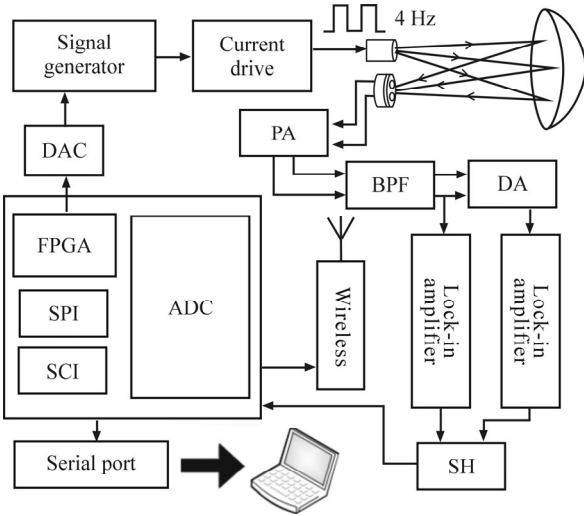 Signal
generator
Current
drive
4 Hz
PA
DAC
BPF
DA
FPGA
ADC
SPI
SCI
Wireless
Lock-in
amplifier
Lock-in
amplifier
Serial port
SH